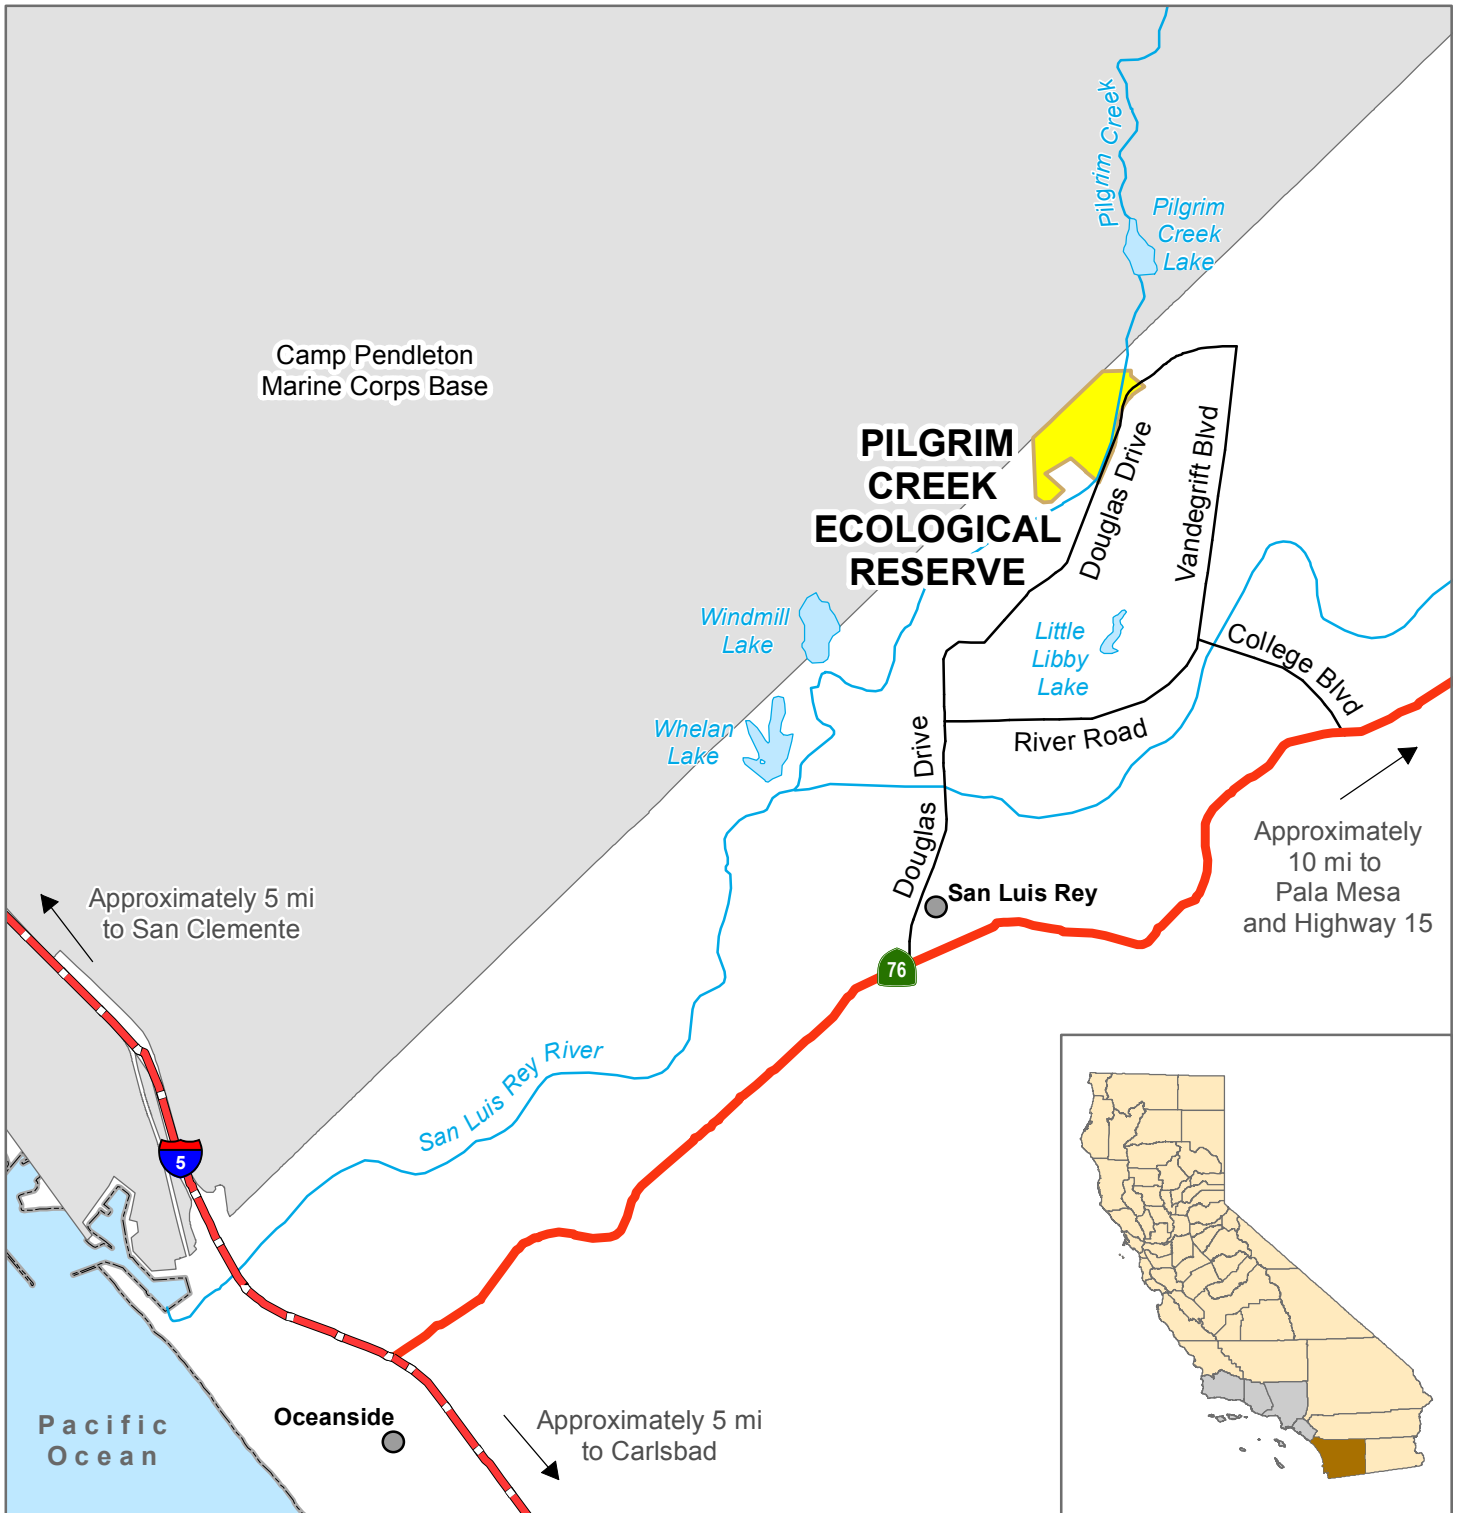 Pilgrim Creek
Pilgrim
Creek
Lake
Camp Pendleton
Marine Corps Base
PILGRIM
CREEK
ECOLOGICAL
RESERVE
Douglas Drive
Vandegrift Blvd
Windmill
Lake
Little
Libby
Lake
College Blvd
Whelan
Lake
River Road
Douglas Drive
Approximately
10 mi to
Pala Mesa
and Highway 15
San Luis Rey
Approximately 5 mi
to San Clemente
76
San Luis Rey River
5
Oceanside
Approximately 5 mi
to Carlsbad
Pacific
Ocean